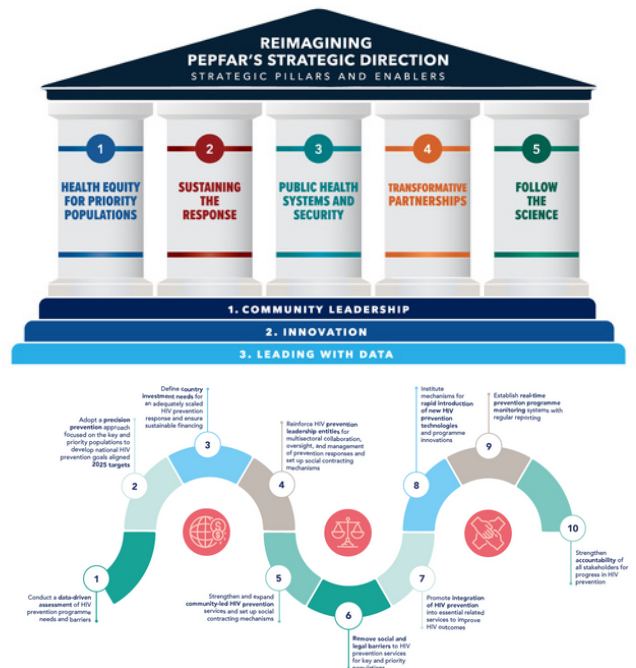 REIMAGINING
PEPFAR'S STRATEGIC DIRECTION
STRATEGIC PILLARS AND ENABLERS
1
HEALTH EQUITY
FOR PRIORITY
POPULATIONS
2
SUSTAINING
THE
RESPONSE
3
PUBLIC HEALTH
SYSTEMS AND
SECURITY
4
TRANSFORMATIVE
PARTNERSHIPS
5
FOLLOW
THE
SCIENCE
1. COMMUNITY LEADERSHIP
2. INNOVATION
3. LEADING WITH DATA
1
Conduct a data-driven
assessment of HIV
prevention programme
needs and barriers
Adopt a precision
prevention approach
focused on the key and
priority populations to
develop national HIV
prevention goals aligned
2025 targets
2
Define country
investment needs for
an adequately scaled
HIV prevention
response and ensure
sustainable financing
3
Reinforce HIV prevention
leadership entities for
multisectoral collaboration,
oversight, and management
of prevention responses and
set up social contracting
mechanisms
4
5
Strengthen and expand
community-led HIV prevention
services and set up social
contracting mechanisms
6
Remove social and
legal barriers to HIV
prevention services
for key and priority
populations
7
Promote integration
of HIV prevention
into essential related
services to improve
HIV outcomes
Institute
mechanisms for
rapid introduction
of new HIV
prevention
technologies
and programme
innovations
8
Establish real-time
prevention programme
monitoring systems with
regular reporting
9
10
Strengthen
accountability of
all stakeholders for
progress in HIV
prevention